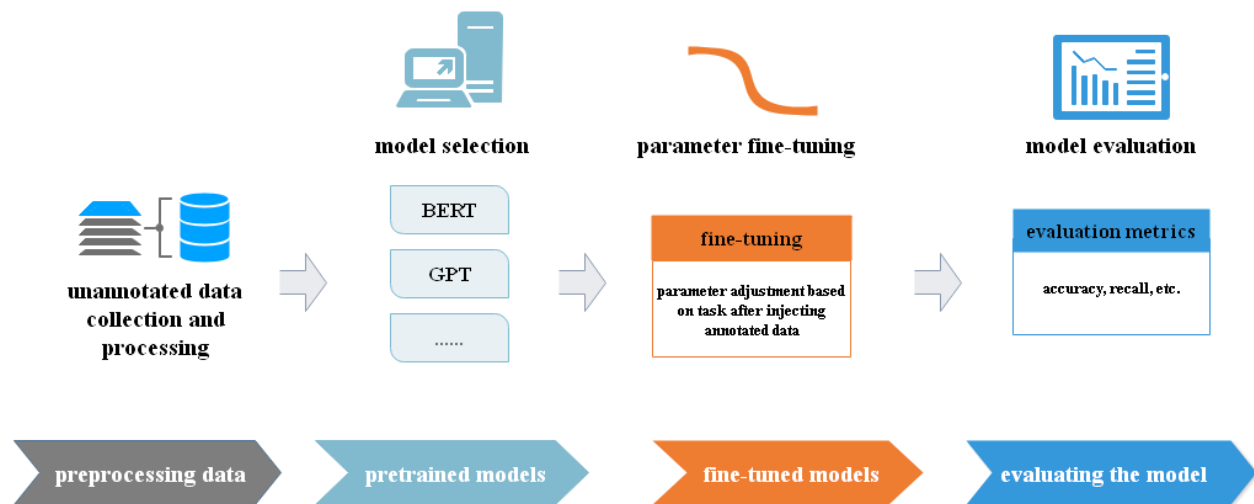 model selection
parameter fine-tuning
model evaluation
unannotated data
collection and
processing
BERT
GPT
......
fine-tuning
parameter adjustment based
on task after injecting
annotated data
evaluation metrics
accuracy, recall, etc.
preprocessing data
pretrained models
fine-tuned models
evaluating the model